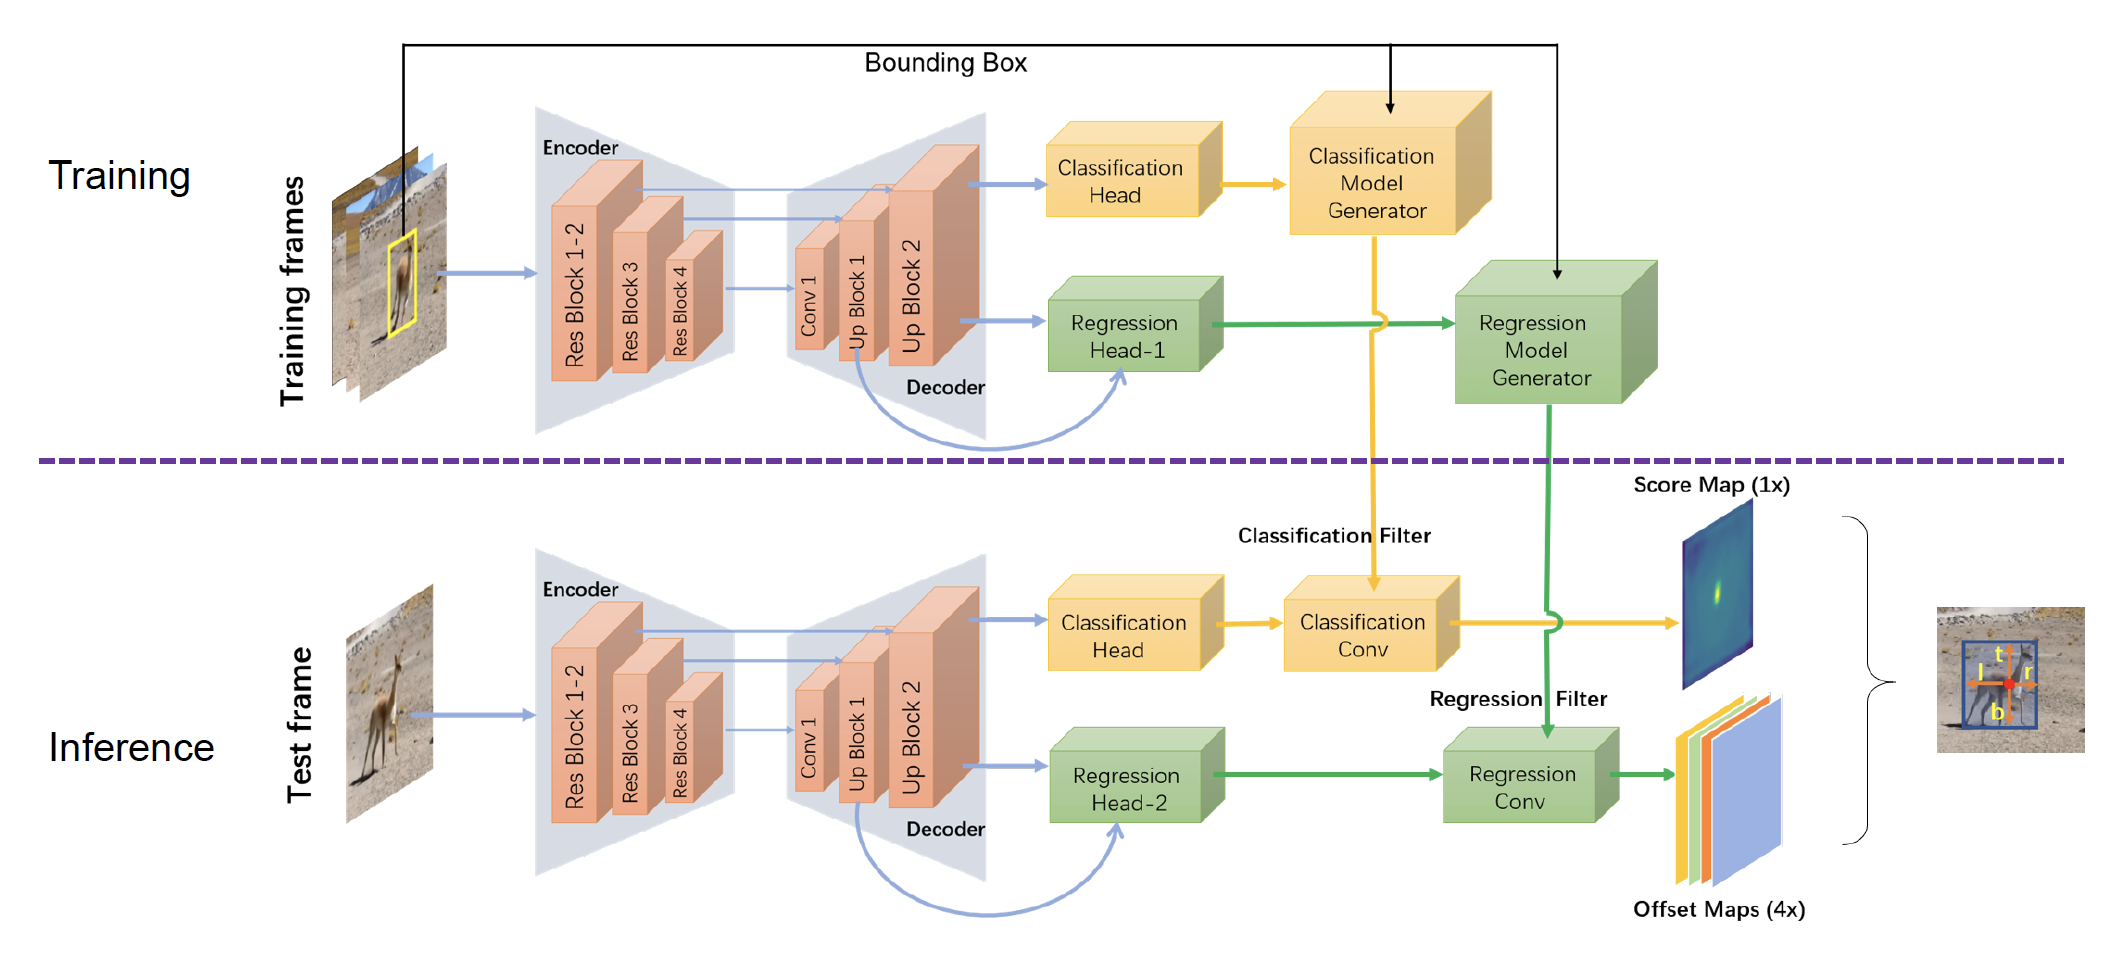 Bounding Box
Training
Training frames
Encoder
Res Block 1-2
Res Block 3
Res Block 4
Conv 1
Up Block 1
Up Block 2
Decoder
Classification
Head
Classification
Model
Generator
Regression
Head-1
Regression
Model
Generator
Inference
Test frame
Encoder
Res Block 1-2
Res Block 3
Res Block 4
Conv 1
Up Block 1
Up Block 2
Decoder
Classification
Head
Classification Filter
Classification
Conv
Score Map (1x)
Regression
Head-2
Regression Filter
Regression
Conv
Offset Maps (4x)
t
l
r
b